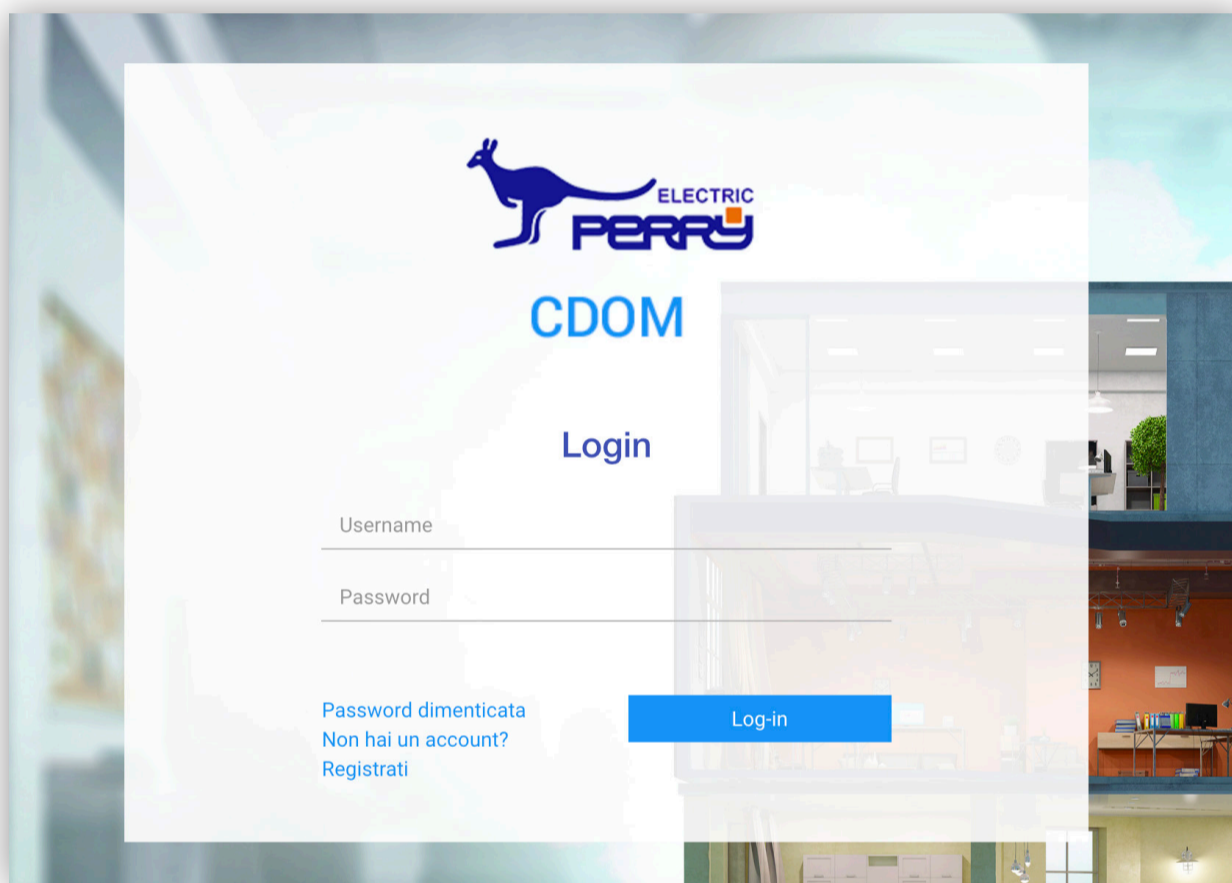 ELECTRIC
PERRY
CDOM
Login
Username
Password
Password dimenticata
Non hai un account?
Registrati
Log-in